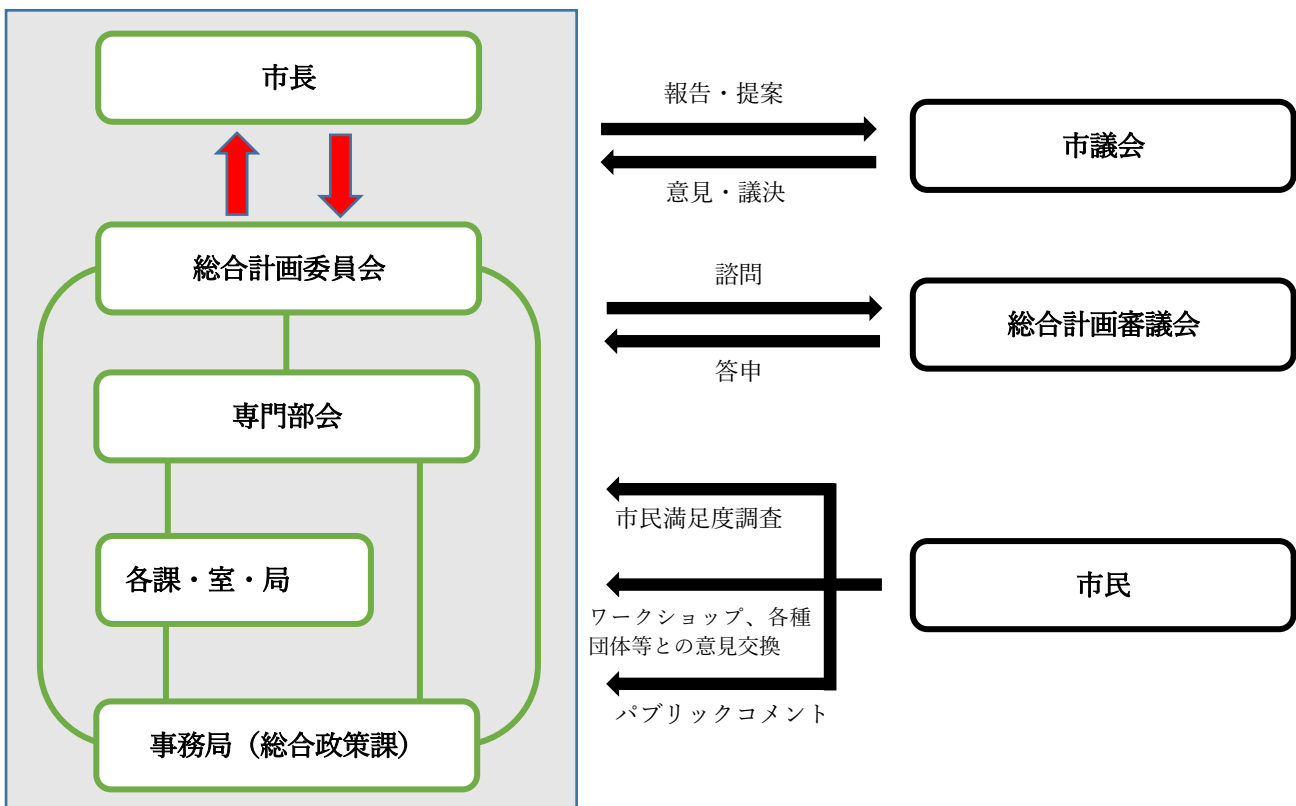 市長
総合計画委員会
専門部会
各課・室・局
事務局（総合政策課）
報告・提案
意見・議決
市議会
諮問
答申
総合計画審議会
市民満足度調査
ワークショップ、各種
団体等との意見交換
パブリックコメント
市民